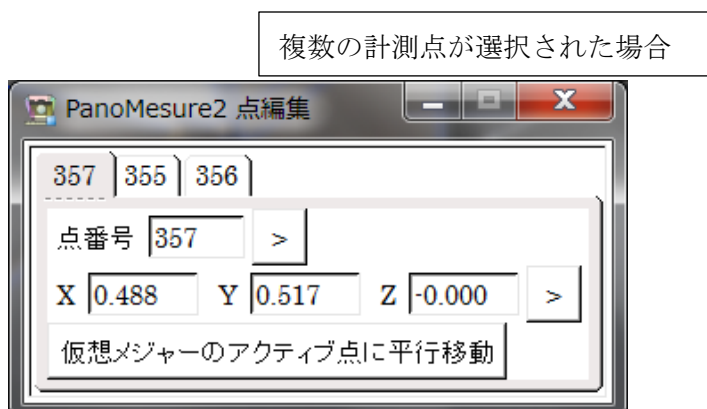 複数の計測点が選択された場合
PanoMesure2 点編集
357 355 356
点番号 357 >
X 0.488 Y 0.517 Z -0.000 >
仮想メジャーのアクティブ点に平行移動